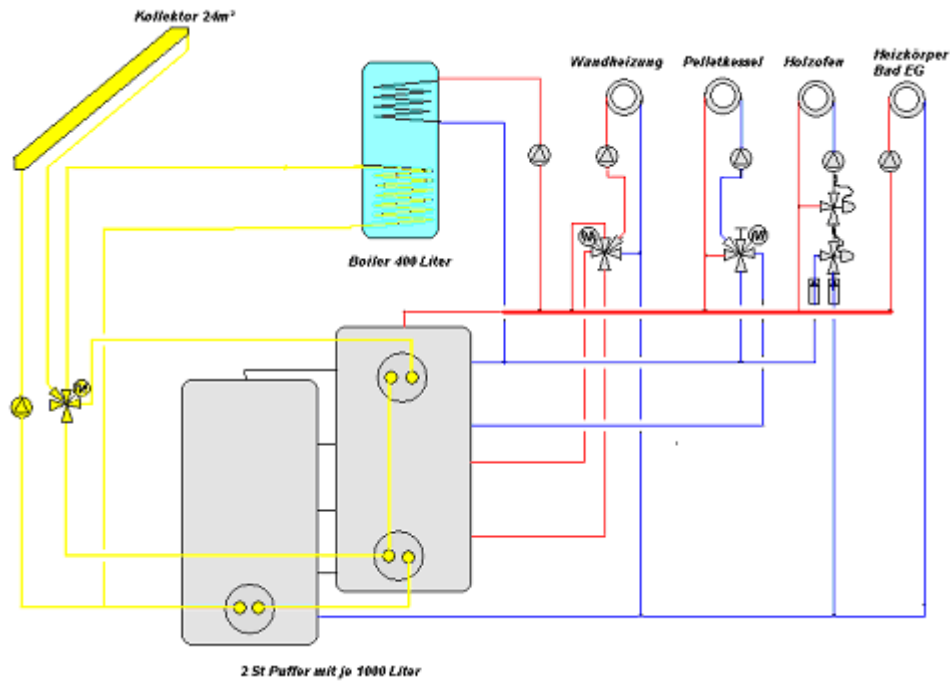 Kollektor 24m²
Wandheizung
Pelletkessel
Holzofen
Heizkörper
Bad EG
M
M
Boiler 400 Liter
M
2 St Puffer mit je 1000 Liter